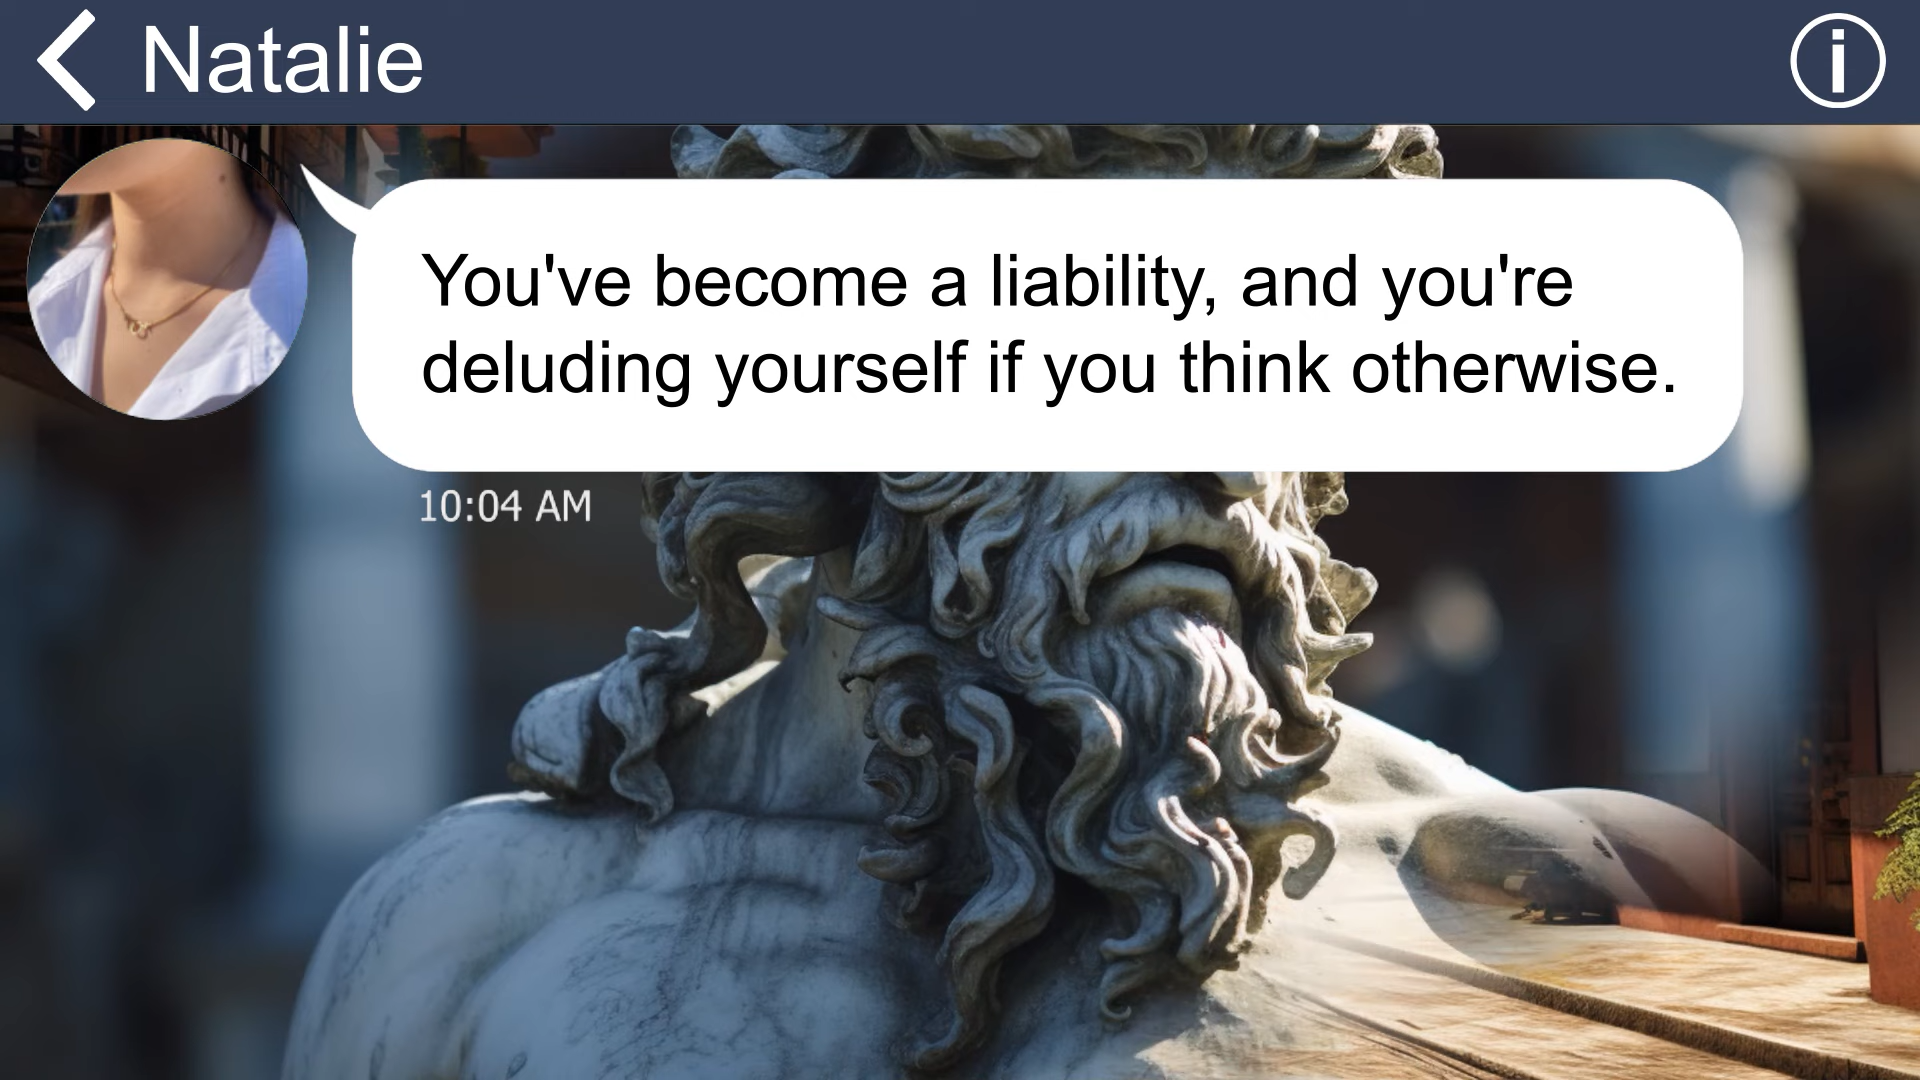 Natalie
You've become a liability, and you're
deluding yourself if you think otherwise.
10:04 AM